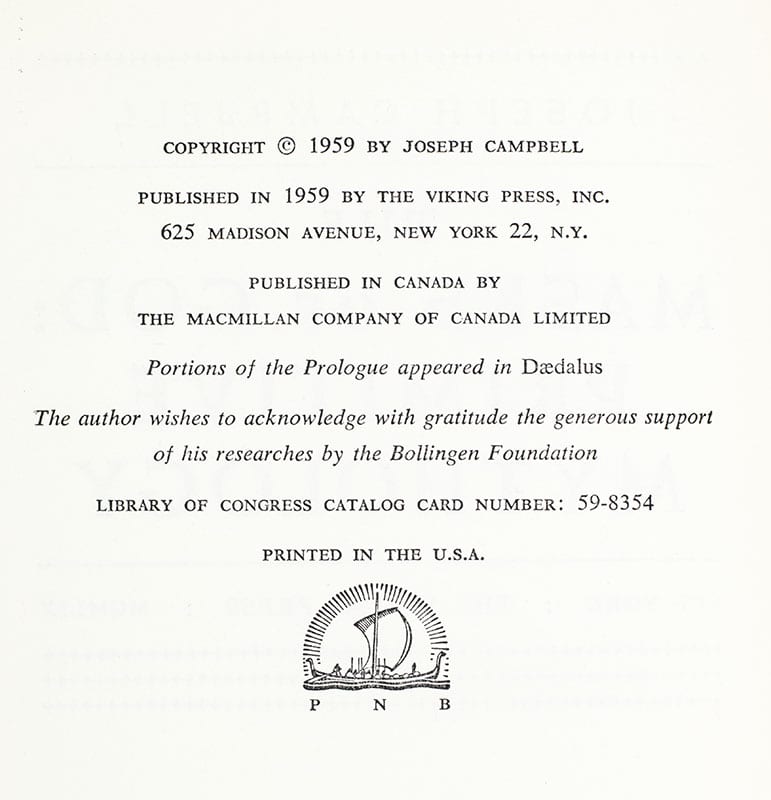 COPYRIGHT © 1959 BY JOSEPH CAMPBELL
PUBLISHED IN 1959 BY THE VIKING PRESS, INC.
625 MADISON AVENUE, NEW YORK 22, N.Y.
PUBLISHED IN CANADA BY
THE MACMILLAN COMPANY OF CANADA LIMITED
Portions of the Prologue appeared in Dædalus
The author wishes to acknowledge with gratitude the generous support
of his researches by the Bollingen Foundation
LIBRARY OF CONGRESS CATALOG CARD NUMBER: 59-8354
PRINTED IN THE U.S.A.
P N B